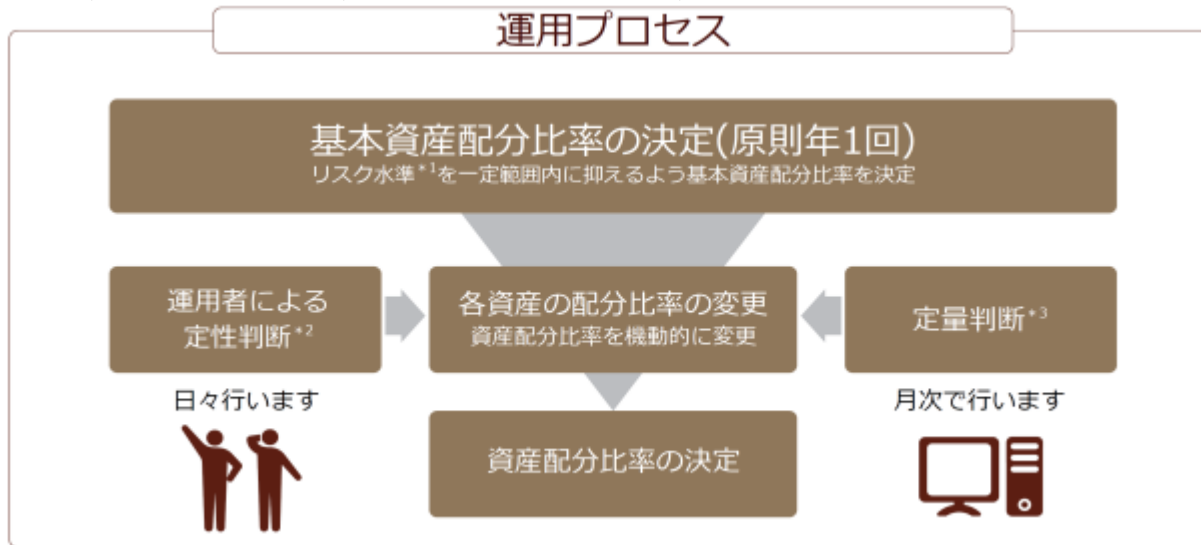 運用プロセス
基本資産配分比率の決定(原則年1回)
リスク水準*1を一定範囲内に抑えるよう基本資産配分比率を決定
運用者による
定性判断*2
各資産の配分比率の変更
資産配分比率を機動的に変更
定量判断*3
日々行います
月次で行います
資産配分比率の決定